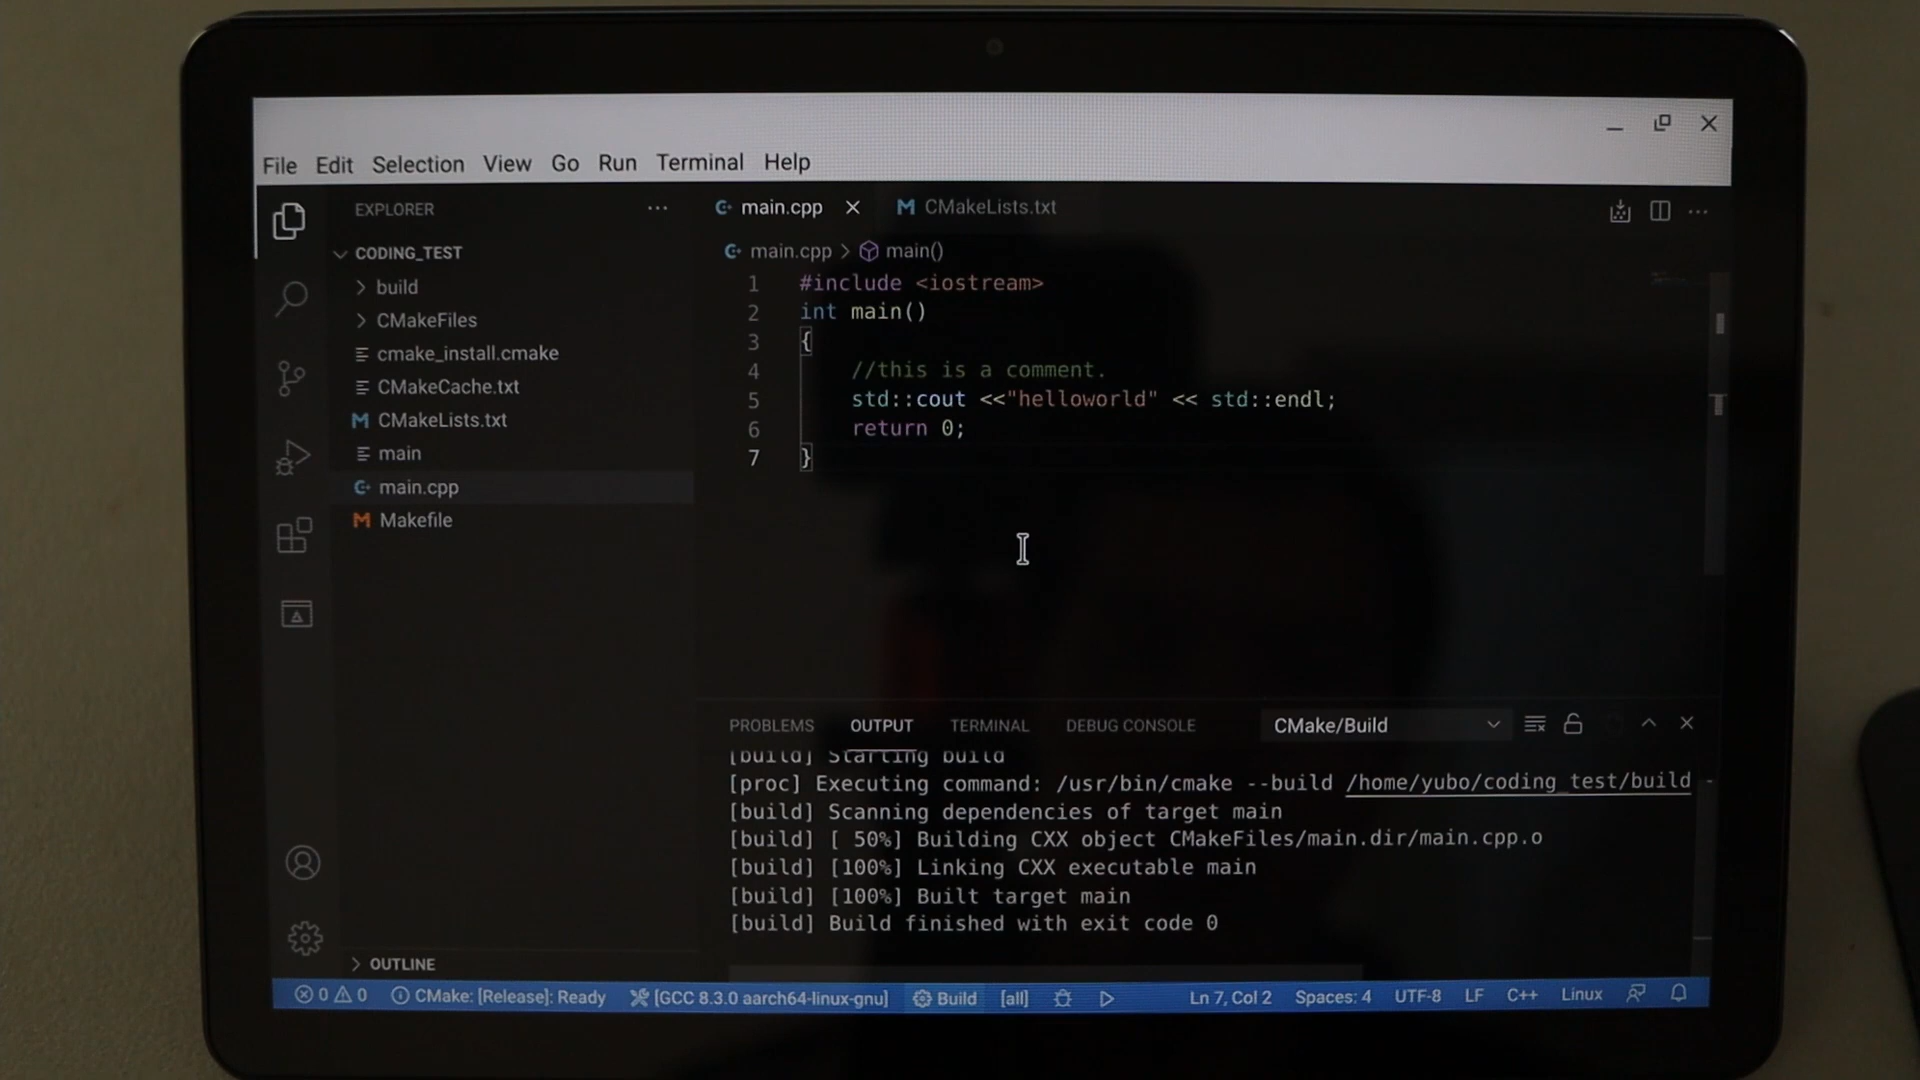 File Edit Selection View Go Run Terminal Help
EXPLORER
CODING_TEST
build
CMakeFiles
cmake_install.cmake
CMakeCache.txt
CMakeLists.txt
main
main.cpp
Makefile
OUTLINE
main.cpp CMakeLists.txt
main.cpp > main()
1 #include <iostream>
2 int main()
3 {
4 //this is a comment.
5 std::cout <<"helloworld" << std::endl;
6 return 0;
7 }
PROBLEMS OUTPUT TERMINAL DEBUG CONSOLE CMake/Build
[build] Starting build
[proc] Executing command: /usr/bin/cmake --build /home/yubo/coding_test/build -
[build] Scanning dependencies of target main
[build] [ 50%] Building CXX object CMakeFiles/main.dir/main.cpp.o
[build] [100%] Linking CXX executable main
[build] [100%] Built target main
[build] Build finished with exit code 0
0 0 CMake: [Release]: Ready [GCC 8.3.0 aarch64-linux-gnu] Build [all] Ln 7, Col 2 Spaces: 4 UTF-8 LF C++ Linux